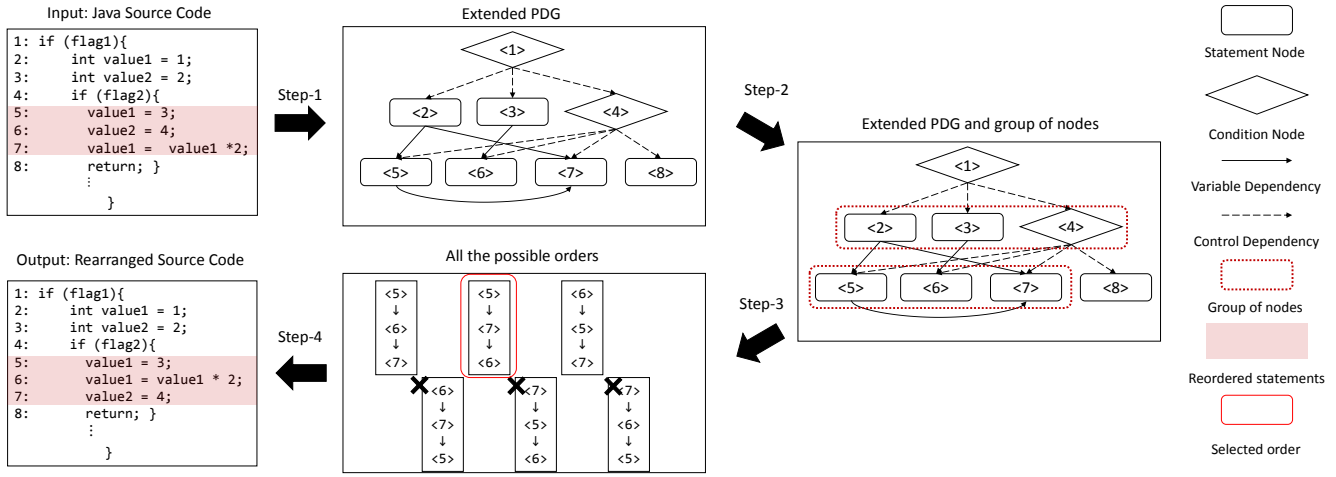 Input: Java Source Code
1: if (flag1){
2: int value1 = 1;
3: int value2 = 2;
4: if (flag2){
5: value1 = 3;
6: value2 = 4;
7: value1 = value1 *2;
8: return; }
⋮
}
Step-1
Extended PDG
<1>
<2> <3> <4>
<5> <6> <7> <8>
Step-2
Extended PDG and group of nodes
<1>
<2> <3> <4>
<5> <6> <7> <8>
Step-3
All the possible orders
<5> <5> <6>
↓ ↓ ↓
<6> <7> <5>
↓ ↓ ↓
<7> <6> <7>
<6> <7> <7>
↓ ↓ ↓
<7> <5> <6>
↓ ↓ ↓
<5> <6> <5>
Step-4
Output: Rearranged Source Code
1: if (flag1){
2: int value1 = 1;
3: int value2 = 2;
4: if (flag2){
5: value1 = 3;
6: value1 = value1 * 2;
7: value2 = 4;
8: return; }
⋮
}
Statement Node
Condition Node
Variable Dependency
Control Dependency
Group of nodes
Reordered statements
Selected order